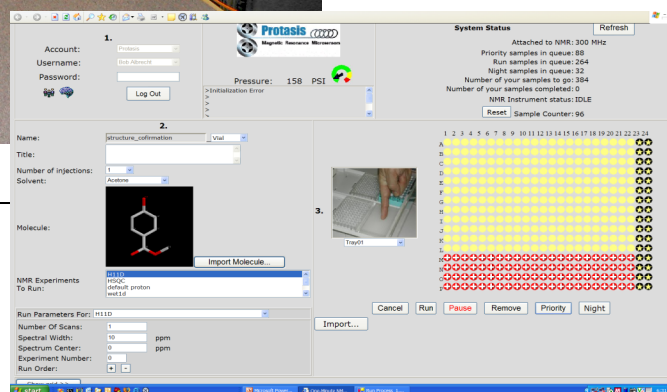 1.
Account: Protasis
Username: Bob Albrecht
Password:
Log Out
Protasis
Magnetic Resonance Microsensors
Pressure: 158 PSI
>Initialization Error
>
>
>
System Status Refresh
Attached to NMR: 300 MHz
Priority samples in queue: 88
Run samples in queue: 264
Night samples in queue: 32
Number of your samples to go: 384
Number of your samples completed: 0
NMR Instrument status: IDLE
Reset Sample Counter: 96
2.
Name: structure_cofirmation _Vial
Title:
Number of injections: 1
Solvent: Acetone
Molecule:
Import Molecule...
NMR Experiments To Run:
H11D
HSQC
default proton
wet1d
Run Parameters For: H11D
Number Of Scans: 1
Spectral Width: 10 ppm
Spectrum Center: 0 ppm
Experiment Number: 0
Run Order: + -
3.
Tray01
1 2 3 4 5 6 7 8 9 10 11 12 13 14 15 16 17 18 19 20 21 22 23 24
A
B
C
D
E
F
G
H
I
J
K
L
M
N
O
P
Cancel Run Pause Remove Priority Night
Import...
start